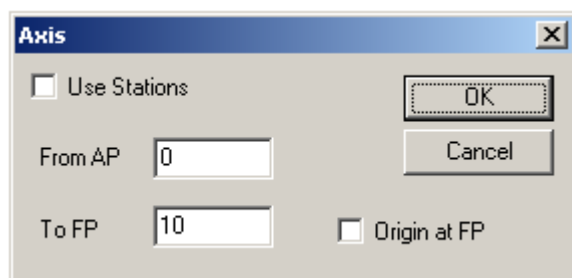 Axis
Use Stations
OK
From AP 0
Cancel
To FP 10
Origin at FP